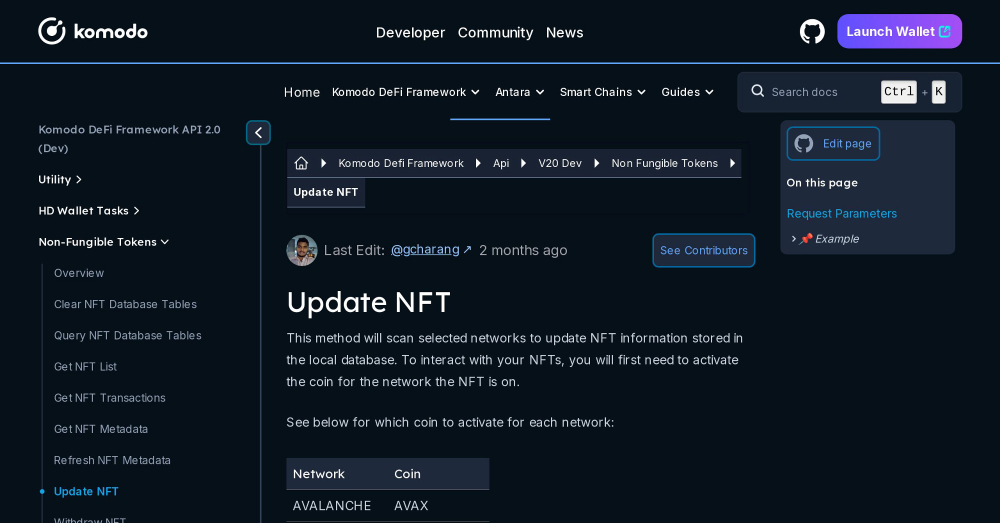 komodo
Developer Community News
Launch Wallet
Home Komodo DeFi Framework Antara Smart Chains Guides
Search docs Ctrl + K
Komodo DeFi Framework API 2.0
(Dev)
Utility
HD Wallet Tasks
Non-Fungible Tokens
Overview
Clear NFT Database Tables
Query NFT Database Tables
Get NFT List
Get NFT Transactions
Get NFT Metadata
Refresh NFT Metadata
Update NFT
Withdraw NFT
Komodo Defi Framework Api V20 Dev Non Fungible Tokens
Update NFT
Last Edit: @gcharang ↗ 2 months ago
See Contributors
Update NFT
This method will scan selected networks to update NFT information stored in
the local database. To interact with your NFTs, you will first need to activate
the coin for the network the NFT is on.
See below for which coin to activate for each network:
Network Coin
AVALANCHE AVAX
Edit page
On this page
Request Parameters
📌 Example